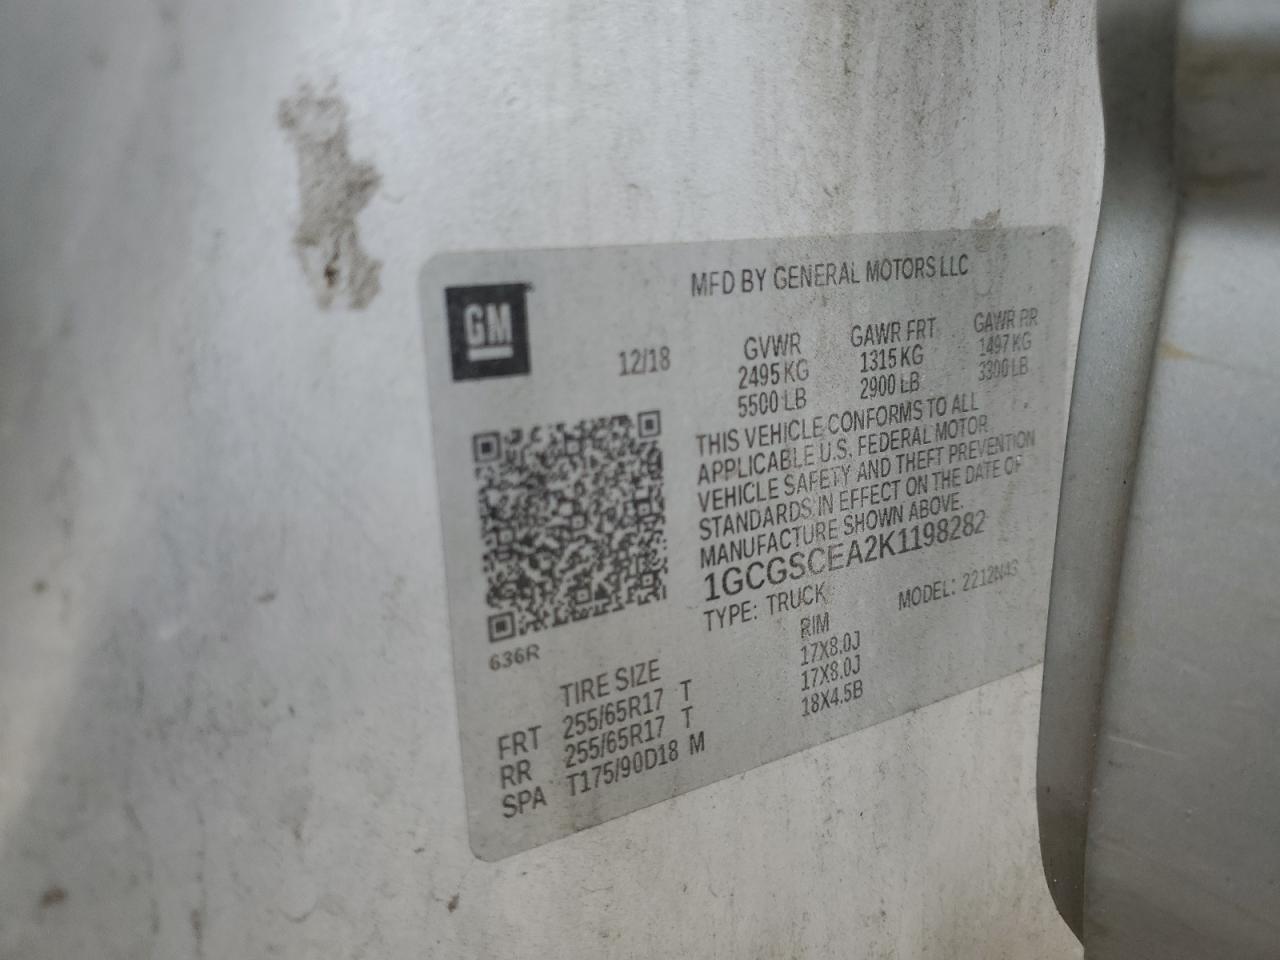 GM
MFD BY GENERAL MOTORS LLC
12/18
GVWR GAWR FRT GAWR RR
2495 KG 1315 KG 1497 KG
5500 LB 2900 LB 3300 LB
THIS VEHICLE CONFORMS TO ALL
APPLICABLE U.S. FEDERAL MOTOR
VEHICLE SAFETY AND THEFT PREVENTION
STANDARDS IN EFFECT ON THE DATE OF
MANUFACTURE SHOWN ABOVE.
1GCGSCEA2K1198282
TYPE: TRUCK MODEL: 2212N43
636R
TIRE SIZE RIM
FRT 255/65R17 T 17X8.0J
RR 255/65R17 T 17X8.0J
SPA T175/90D18 M 18X4.5B